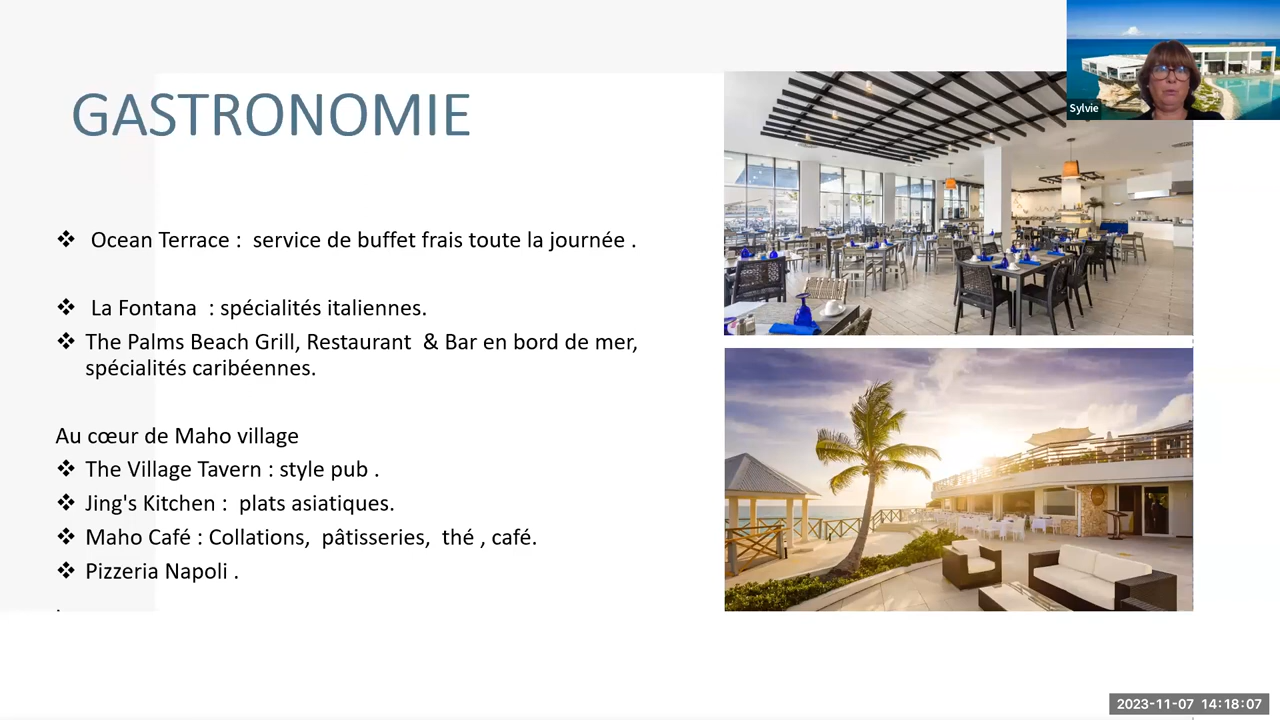 GASTRONOMIE
❖ Ocean Terrace : service de buffet frais toute la journée .
❖ La Fontana : spécialités italiennes.
❖ The Palms Beach Grill, Restaurant & Bar en bord de mer,
spécialités caribéennes.
Au cœur de Maho village
❖ The Village Tavern : style pub .
❖ Jing's Kitchen : plats asiatiques.
❖ Maho Café : Collations, pâtisseries, thé , café.
❖ Pizzeria Napoli .
.
Sylvie
2023-11-07 14:18:07